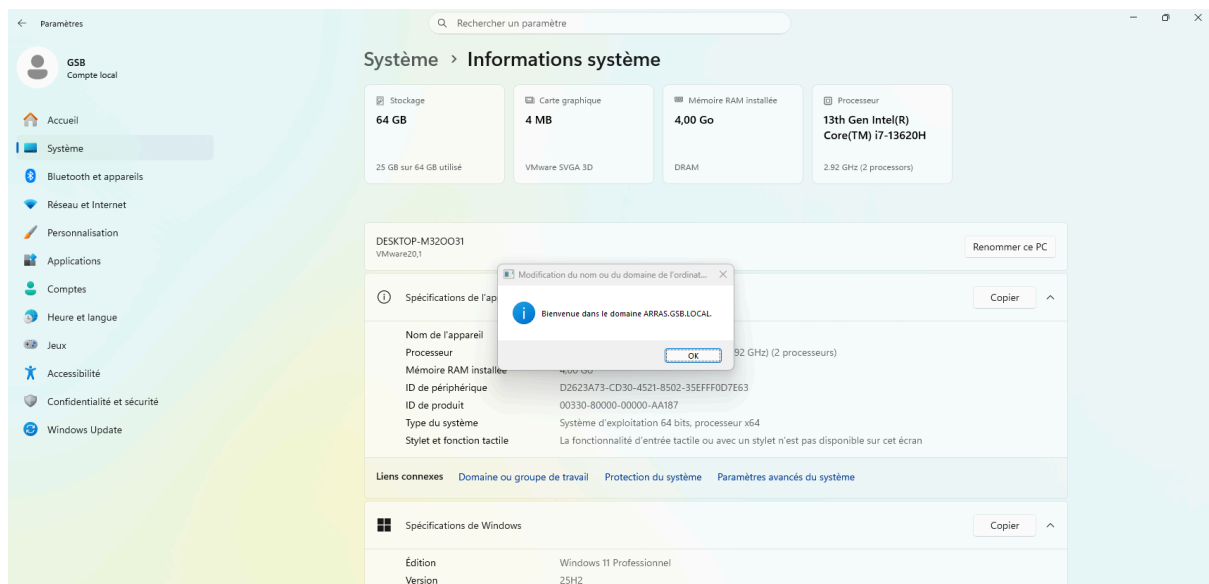 Paramètres
Rechercher un paramètre
GSB
Compte local
Accueil
Système
Bluetooth et appareils
Réseau et Internet
Personnalisation
Applications
Comptes
Heure et langue
Jeux
Accessibilité
Confidentialité et sécurité
Windows Update
Système > Informations système
Stockage
64 GB
25 GB sur 64 GB utilisé
Carte graphique
4 MB
VMware SVGA 3D
Mémoire RAM installée
4,00 Go
DRAM
Processeur
13th Gen Intel(R)
Core(TM) i7-13620H
2.92 GHz (2 processors)
DESKTOP-M32OO31
VMware20,1
Renommer ce PC
Modification du nom ou du domaine de l'ordinat...
Bienvenue dans le domaine ARRAS.GSB.LOCAL.
OK
Spécifications de l'ap
Copier
Nom de l'appareil
Processeur 92 GHz) (2 processeurs)
Mémoire RAM installée 4,00 Go
ID de périphérique D2623A73-CD30-4521-8502-35EFFF0D7E63
ID de produit 00330-80000-00000-AA187
Type du système Système d'exploitation 64 bits, processeur x64
Stylet et fonction tactile La fonctionnalité d'entrée tactile ou avec un stylet n'est pas disponible sur cet écran
Liens connexes Domaine ou groupe de travail Protection du système Paramètres avancés du système
Spécifications de Windows
Copier
Édition Windows 11 Professionnel
Version 25H2